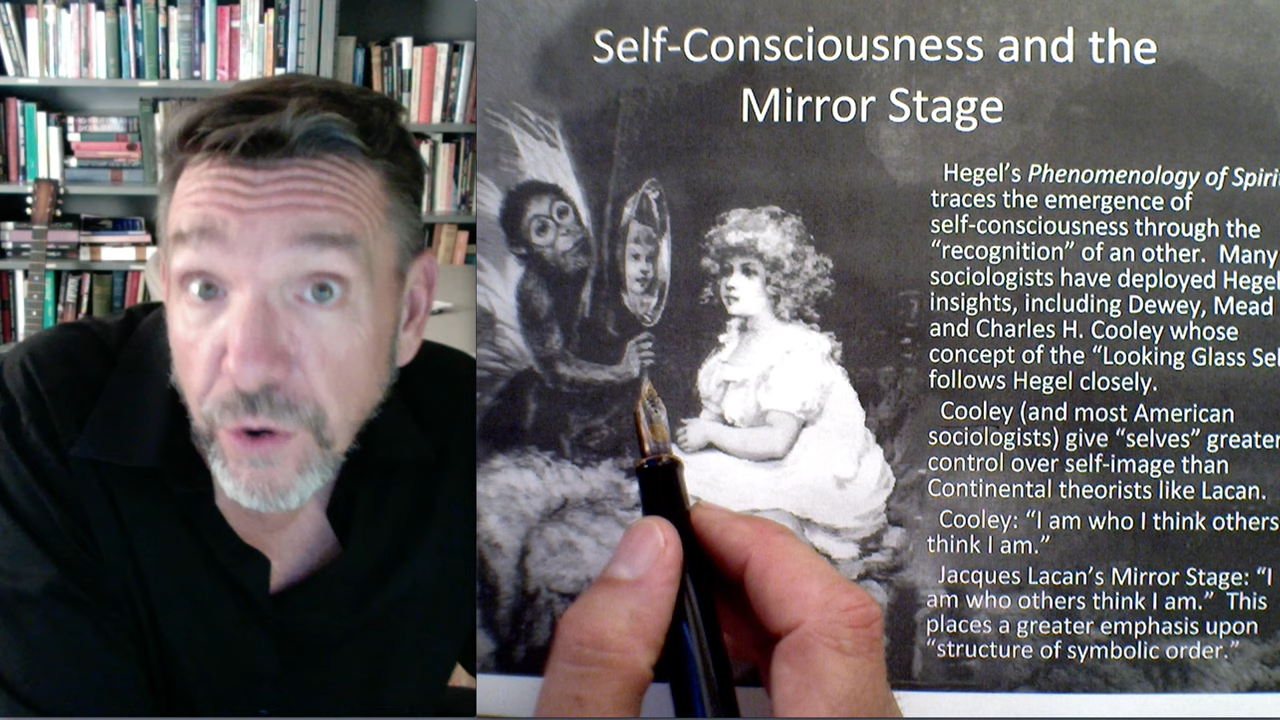 Self-Consciousness and the
Mirror Stage
Hegel's Phenomenology of Spiri
traces the emergence of
self-consciousness through the
"recognition" of an other. Many
sociologists have deployed Hegel
insights, including Dewey, Mead
and Charles H. Cooley whose
concept of the "Looking Glass Sel
follows Hegel closely.
Cooley (and most American
sociologists) give "selves" greater
control over self-image than
Continental theorists like Lacan.
Cooley: "I am who I think others
think I am."
Jacques Lacan's Mirror Stage: "I
am who others think I am." This
places a greater emphasis upon
"structure of symbolic order."